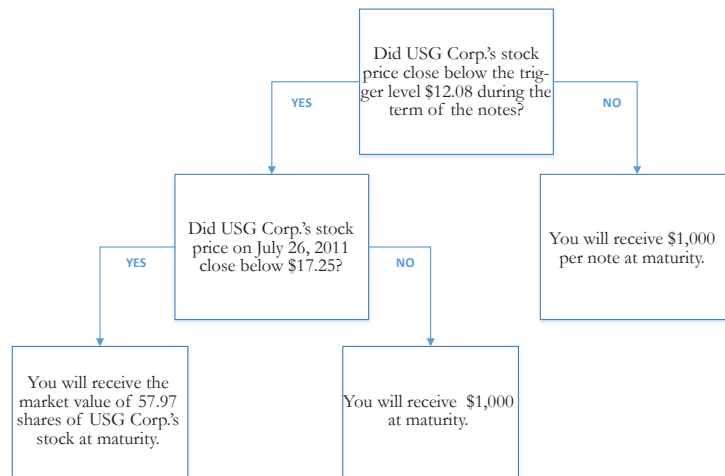 Did USG Corp.'s stock
price close below the trig-
ger level $12.08 during the
term of the notes?
YES
NO
Did USG Corp.'s stock
price on July 26, 2011
close below $17.25?
You will receive $1,000
per note at maturity.
YES
NO
You will receive the
market value of 57.97
shares of USG Corp.'s
stock at maturity.
You will receive $1,000
at maturity.